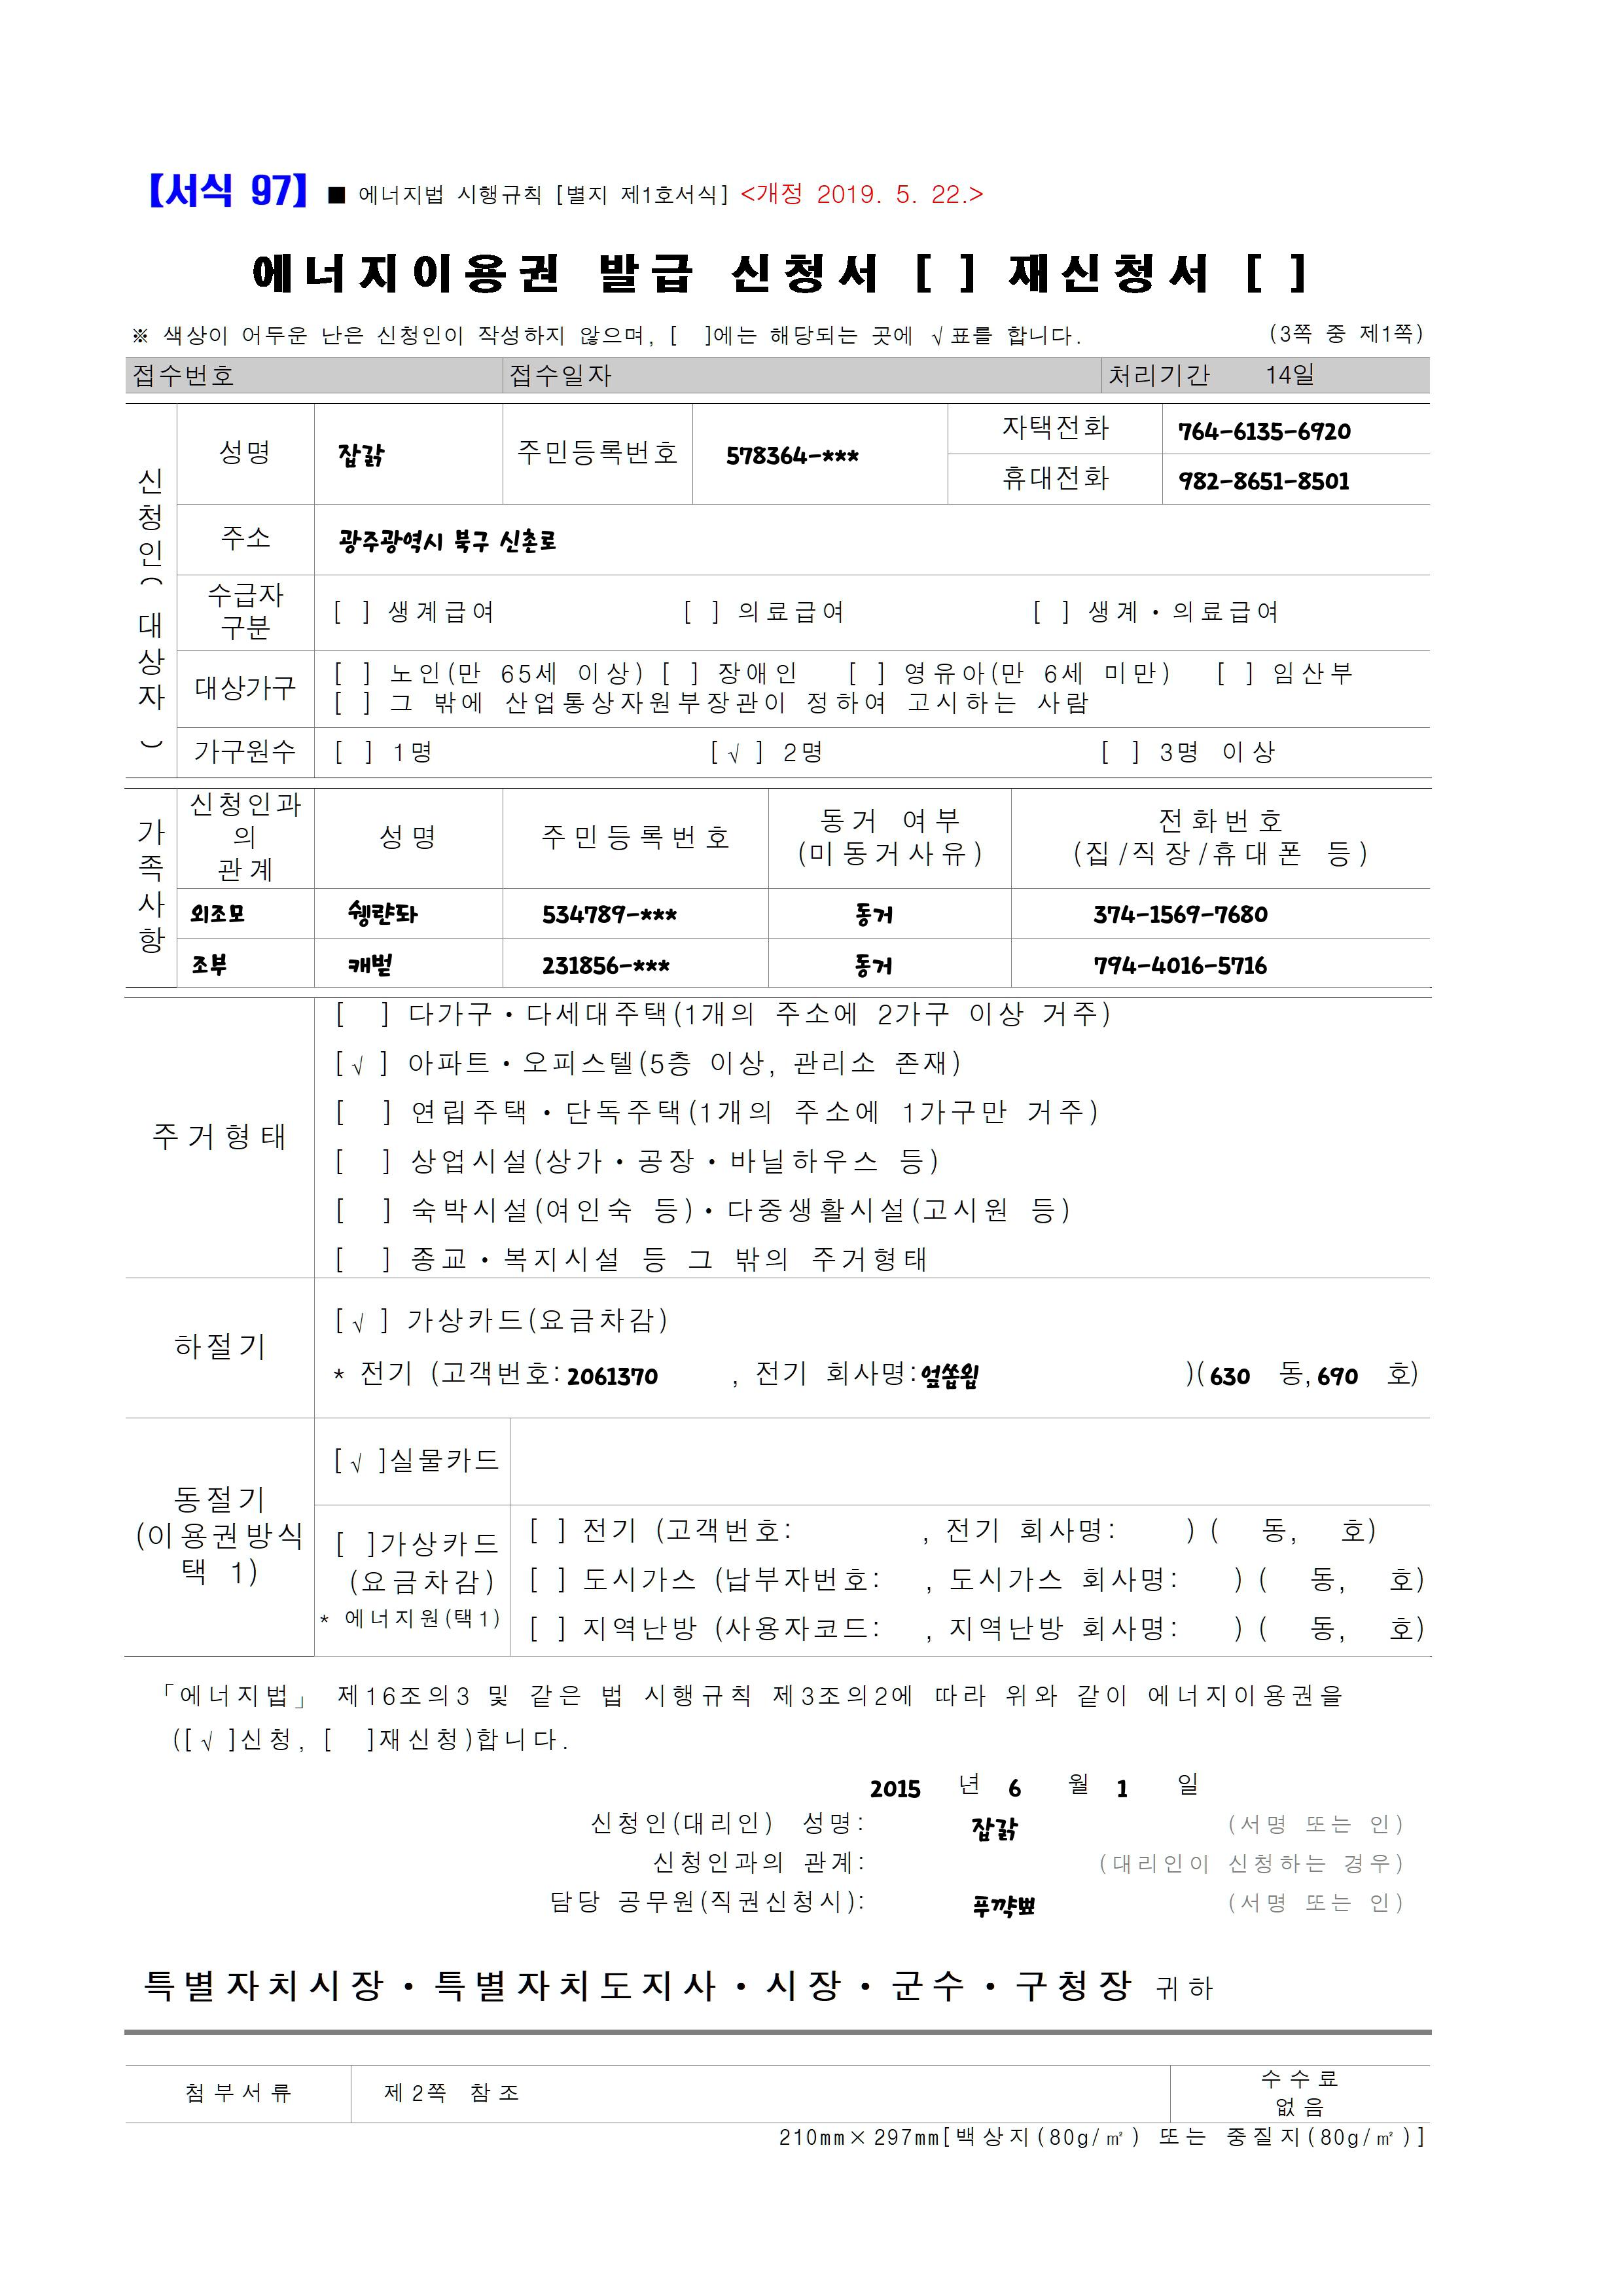 【서식 97】 ■ 에너지법 시행규칙 [별지 제1호서식] <개정 2019. 5. 22.>
에너지이용권 발급 신청서 [ ] 재신청서 [ ]
※ 색상이 어두운 난은 신청인이 작성하지 않으며, [ ]에는 해당되는 곳에 √표를 합니다. (3쪽 중 제1쪽)
접수번호 접수일자 처리기간 14일
신청인(대상자)
성명 잡갉 주민등록번호 578364-*** 자택전화 764-6135-6920
휴대전화 982-8651-8501
주소 광주광역시 북구 신촌로
수급자
구분
[ ] 생계급여 [ ] 의료급여 [ ] 생계·의료급여
대상가구
[ ] 노인(만 65세 이상) [ ] 장애인 [ ] 영유아(만 6세 미만) [ ] 임산부
[ ] 그 밖에 산업통상자원부장관이 정하여 고시하는 사람
가구원수 [ ] 1명 [√ ] 2명 [ ] 3명 이상
가족사항
신청인과
의
관계
성명 주민등록번호
동거 여부
(미동거사유)
전화번호
(집/직장/휴대폰 등)
외조모 쉥랸돠 534789-*** 동거 374-1569-7680
조부 캐벋 231856-*** 동거 794-4016-5716
주거형태
[ ] 다가구·다세대주택(1개의 주소에 2가구 이상 거주)
[√ ] 아파트·오피스텔(5층 이상, 관리소 존재)
[ ] 연립주택·단독주택(1개의 주소에 1가구만 거주)
[ ] 상업시설(상가·공장·바닐하우스 등)
[ ] 숙박시설(여인숙 등)·다중생활시설(고시원 등)
[ ] 종교·복지시설 등 그 밖의 주거형태
하절기
[√ ] 가상카드(요금차감)
* 전기 (고객번호: 2061370 , 전기 회사명: 엎쏩윕 )( 630 동, 690 호)
동절기
(이용권방식
택 1)
[√ ]실물카드
[ ]가상카드
(요금차감)
* 에너지원(택1)
[ ] 전기 (고객번호: , 전기 회사명: ) ( 동, 호)
[ ] 도시가스 (납부자번호: , 도시가스 회사명: ) ( 동, 호)
[ ] 지역난방 (사용자코드: , 지역난방 회사명: ) ( 동, 호)
「에너지법」 제16조의3 및 같은 법 시행규칙 제3조의2에 따라 위와 같이 에너지이용권을
([√ ]신청, [ ]재신청)합니다.
2015 년 6 월 1 일
신청인(대리인) 성명: 잡갉 (서명 또는 인)
신청인과의 관계: (대리인이 신청하는 경우)
담당 공무원(직권신청시): 푸꺅뾰 (서명 또는 인)
특별자치시장·특별자치도지사·시장·군수·구청장 귀하
첨부서류 제2쪽 참조
수수료
없음
210mm×297mm[백상지(80g/㎡) 또는 중질지(80g/㎡)]